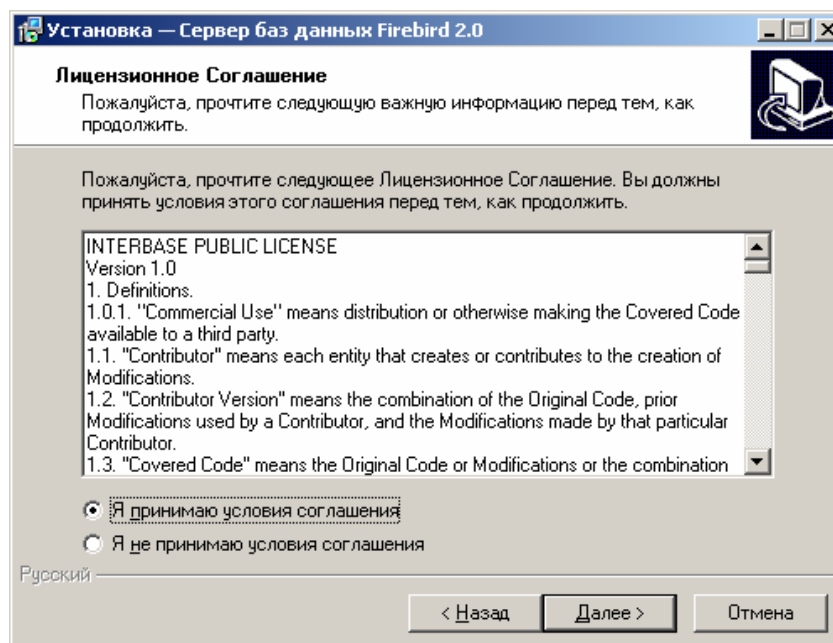 Установка — Сервер баз данных Firebird 2.0
Лицензионное Соглашение
Пожалуйста, прочтите следующую важную информацию перед тем, как
продолжить.
Пожалуйста, прочтите следующее Лицензионное Соглашение. Вы должны
принять условия этого соглашения перед тем, как продолжить.
INTERBASE PUBLIC LICENSE
Version 1.0
1. Definitions.
1.0.1. "Commercial Use" means distribution or otherwise making the Covered Code
available to a third party.
1.1. "Contributor" means each entity that creates or contributes to the creation of
Modifications.
1.2. "Contributor Version" means the combination of the Original Code, prior
Modifications used by a Contributor, and the Modifications made by that particular
Contributor.
1.3. "Covered Code" means the Original Code or Modifications or the combination
Я принимаю условия соглашения
Я не принимаю условия соглашения
Русский
< Назад Далее > Отмена